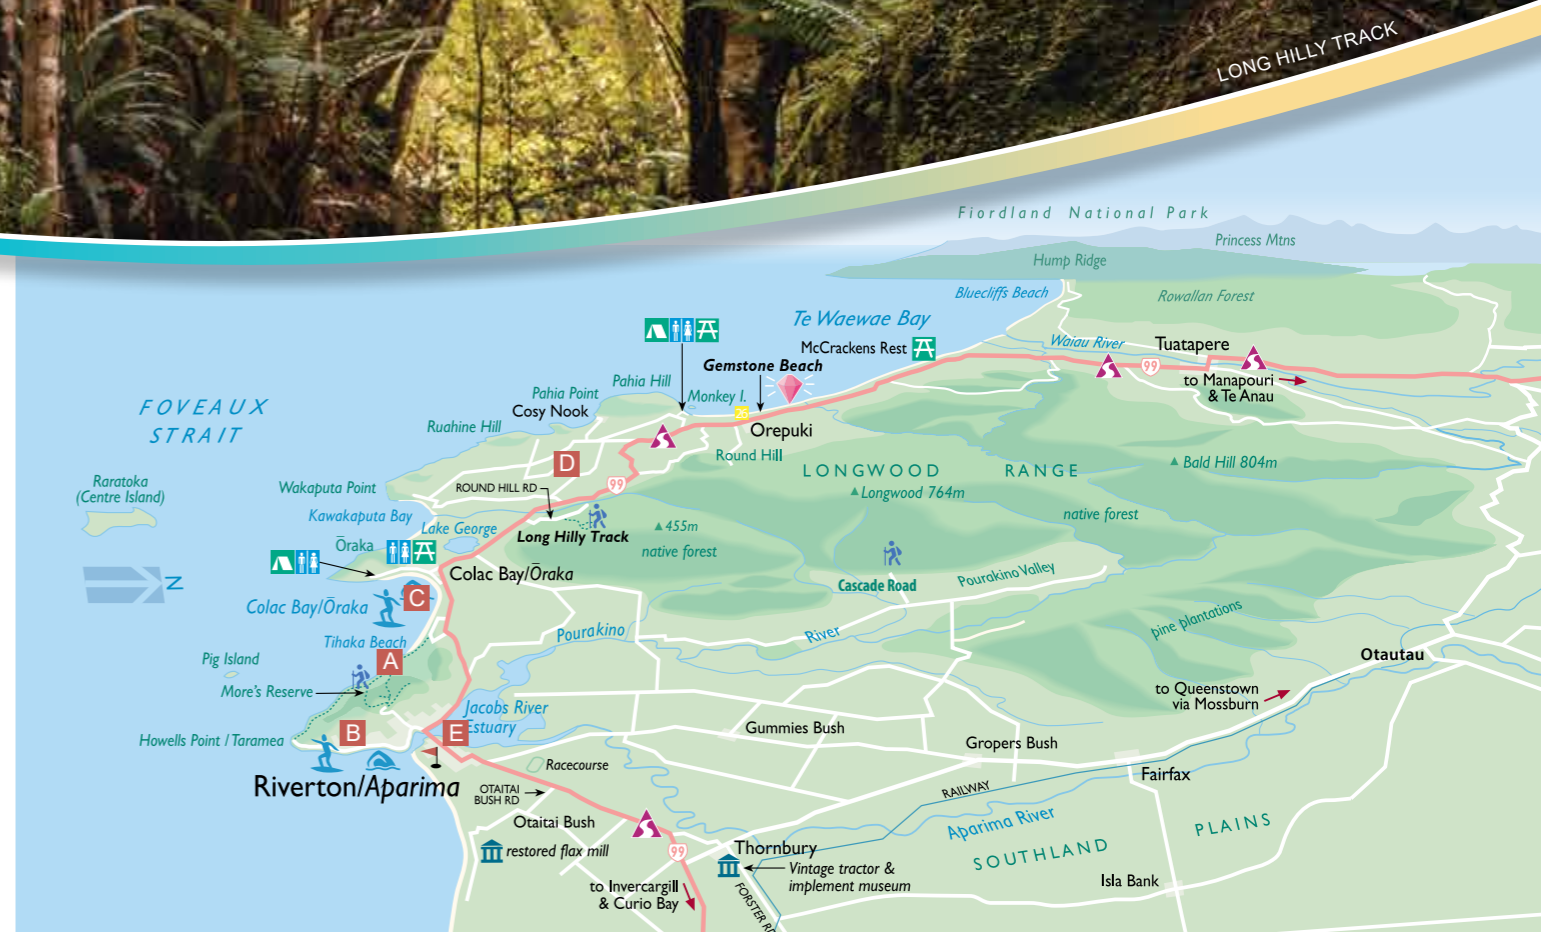 LONG HILLY TRACK
Fiordland National Park
Princess Mtns
Hump Ridge
Bluecliffs Beach
Rowallan Forest
Te Waewae Bay
McCrackens Rest
Waiau River
Tuatapere
99
to Manapouri
& Te Anau
Gemstone Beach
Pahia Hill
Pahia Point
Monkey I.
Cosy Nook
Orepuki
Ruahine Hill
FOVEAUX
STRAIT
Round Hill
D
LONGWOOD RANGE
Bald Hill 804m
Longwood 764m
Raratoka
(Centre Island)
Wakaputa Point
ROUND HILL RD
99
Kawakaputa Bay
Lake George
Long Hilly Track
455m
native forest
native forest
Ōraka
Colac Bay/Ōraka
Cascade Road
Pourakino Valley
N
Colac Bay/Ōraka
C
pine plantations
Tihaka Beach
Pourakino
River
Pig Island
A
Otautau
More's Reserve
to Queenstown
via Mossburn
Jacobs River
Estuary
Howells Point / Taramea
B
E
Gummies Bush
Gropers Bush
Racecourse
Fairfax
Riverton/Aparima
OTAITAI
BUSH RD
RAILWAY
Otaitai Bush
Aparima River
SOUTHLAND PLAINS
restored flax mill
99
Thornbury
Vintage tractor &
implement museum
to Invercargill
& Curio Bay
FORSTER RD
Isla Bank